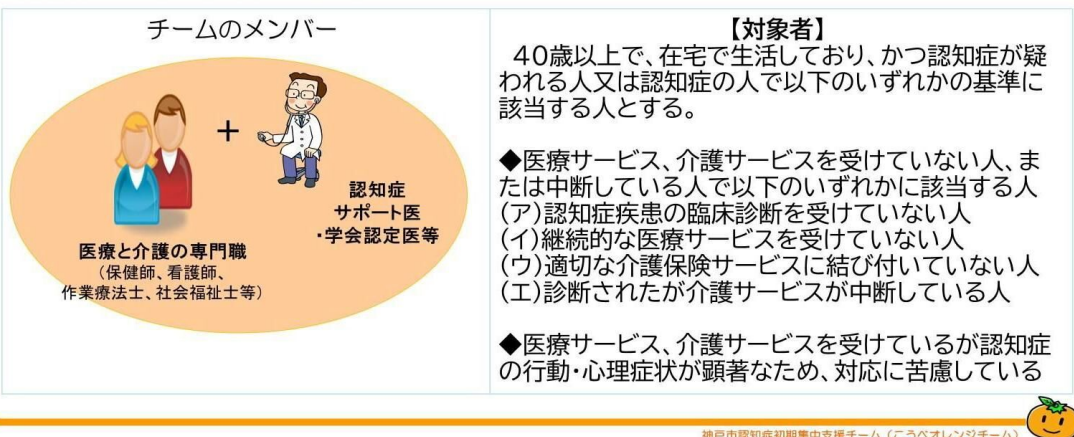 チームのメンバー
+
認知症
サポート医
・学会認定医等
医療と介護の専門職
(保健師、看護師、
作業療法士、社会福祉士等)
【対象者】
40歳以上で、在宅で生活しており、かつ認知症が疑
われる人又は認知症の人で以下のいずれかの基準に
該当する人とする。
◆医療サービス、介護サービスを受けていない人、ま
たは中断している人で以下のいずれかに該当する人
(ア)認知症疾患の臨床診断を受けていない人
(イ)継続的な医療サービスを受けていない人
(ウ)適切な介護保険サービスに結び付いていない人
(エ)診断されたが介護サービスが中断している人
◆医療サービス、介護サービスを受けているが認知症
の行動・心理症状が顕著なため、対応に苦慮している
神戸市認知症初期集中支援チーム(こうべオレンジチーム)